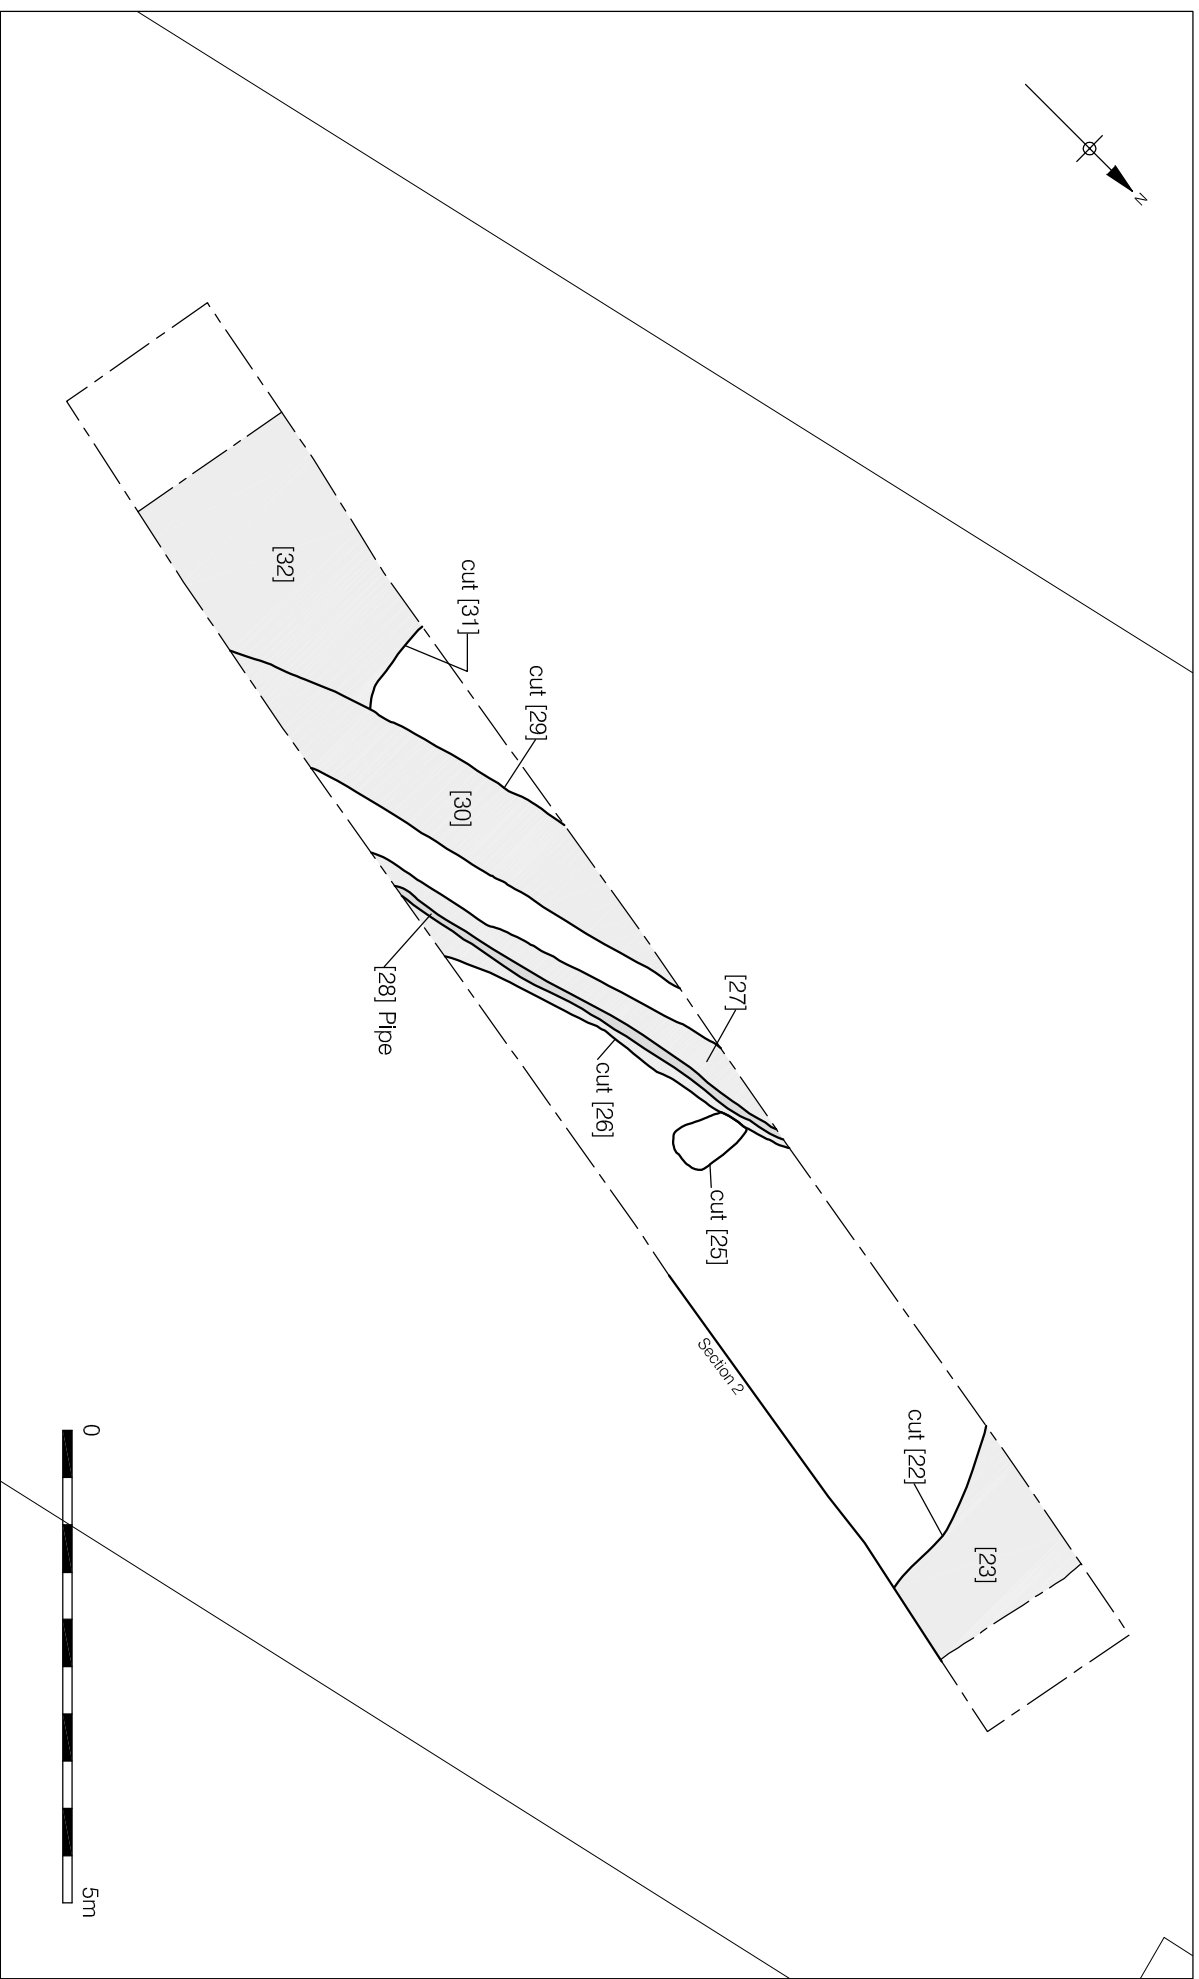 N
[32]
cut [31]
cut [29]
[30]
[28] Pipe
[27]
cut [26]
cut [25]
Section 2
cut [22]
[23]
0
5m